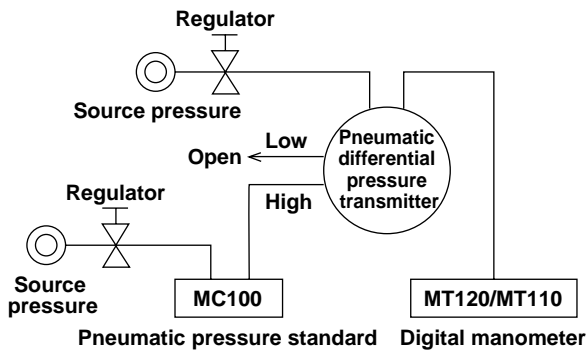 Regulator
Source pressure
Pneumatic
differential
pressure
transmitter
Low
Open
High
Regulator
Source
pressure
MC100
Pneumatic pressure standard
MT120/MT110
Digital manometer